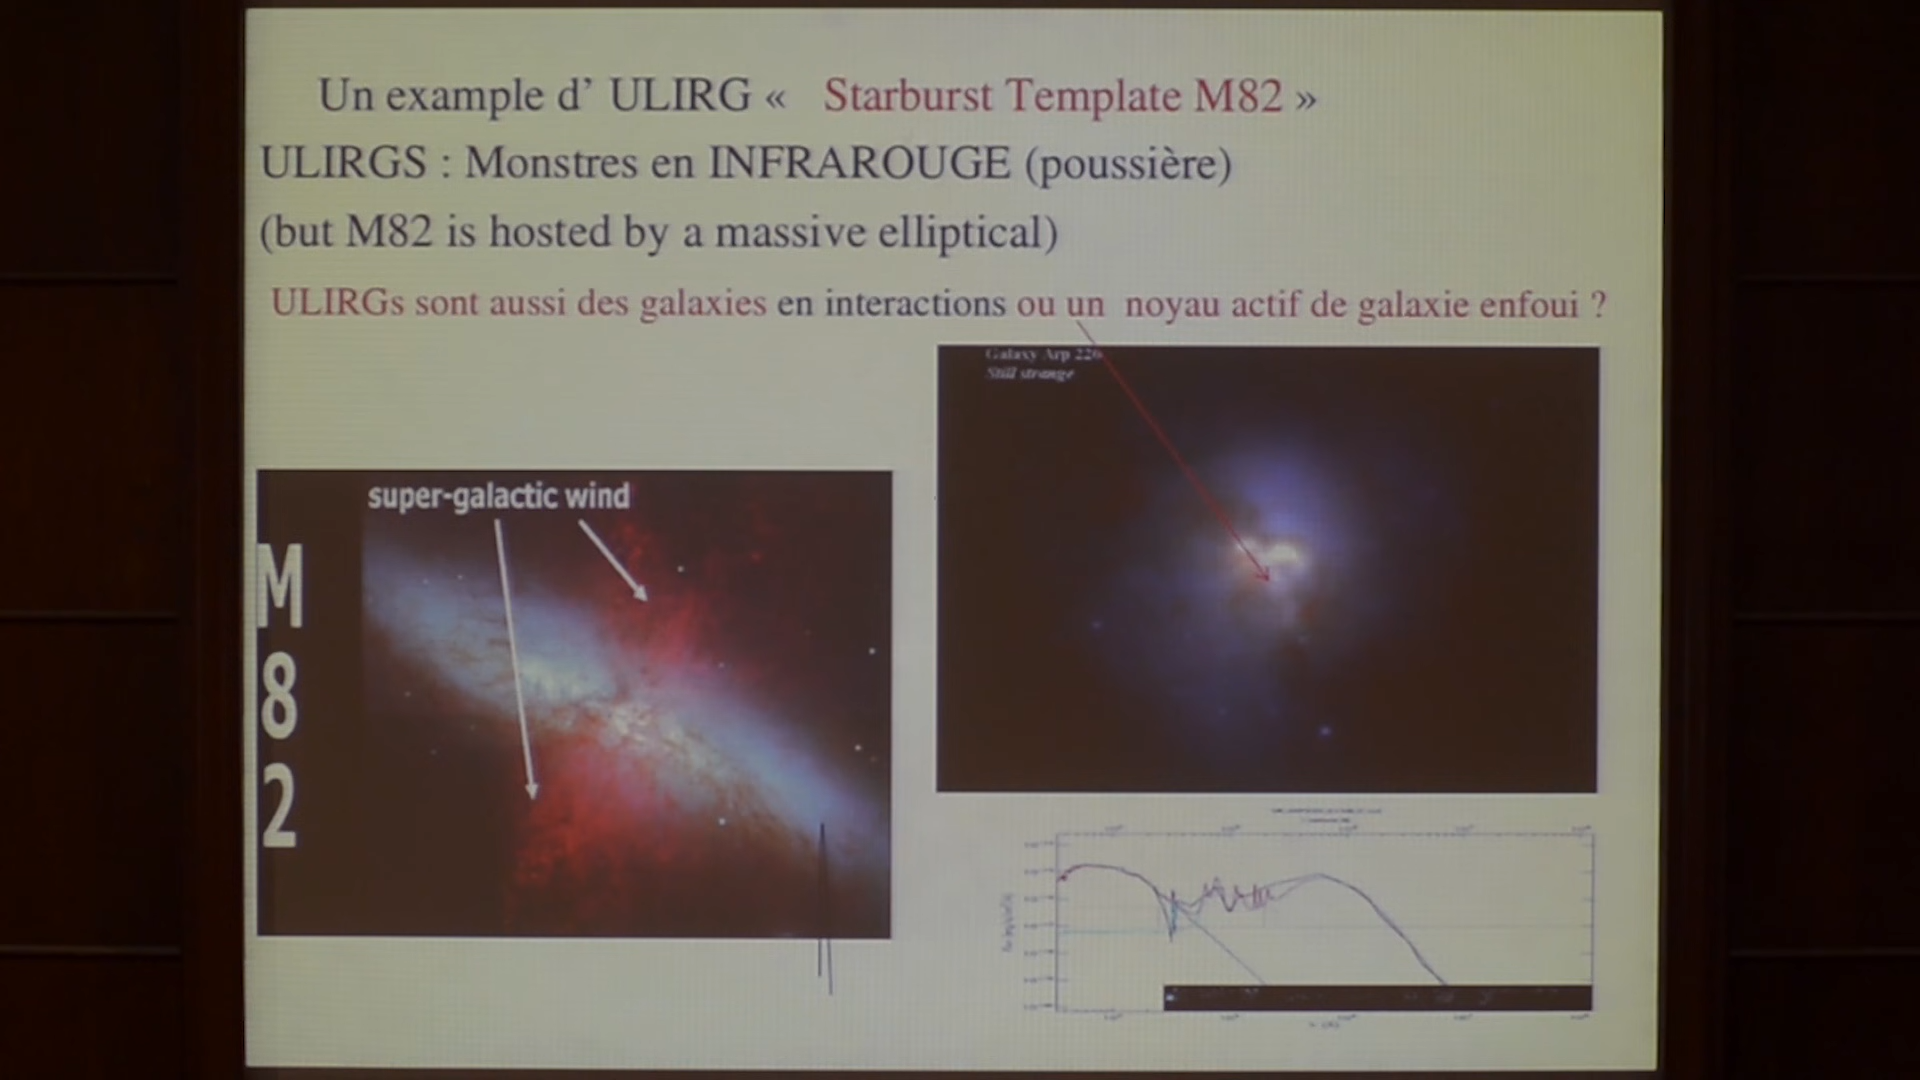 Un example d' ULIRG « Starburst Template M82 »
ULIRGS : Monstres en INFRAROUGE (poussière)
(but M82 is hosted by a massive elliptical)
ULIRGs sont aussi des galaxies en interactions ou un noyau actif de galaxie enfoui ?
Galaxy Arp 220
Still strange
super-galactic wind
M
8
2